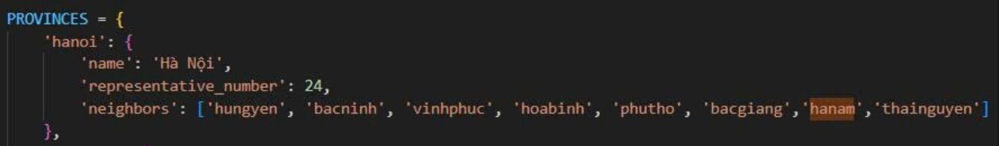 PROVINCES = {
'hanoi': {
'name': 'Hà Nội',
'representative_number': 24,
'neighbors': ['hungyen', 'bacninh', 'vinhphuc', 'hoabinh', 'phutho', 'bacgiang','hanam','thainguyen']
},